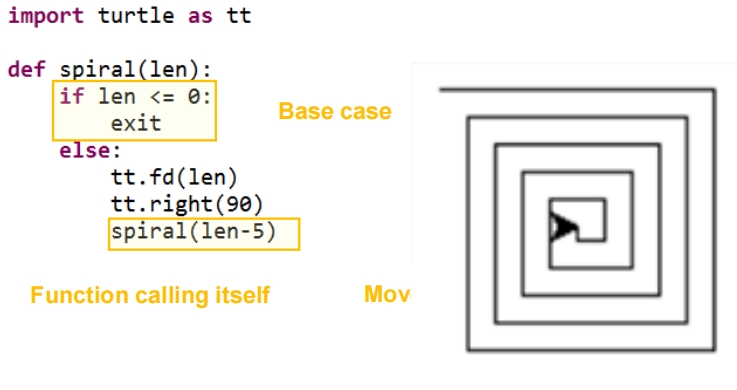 import turtle as tt
def spiral(len):
if len <= 0:
exit
Base case
else:
tt.fd(len)
tt.right(90)
spiral(len-5)
Function calling itself